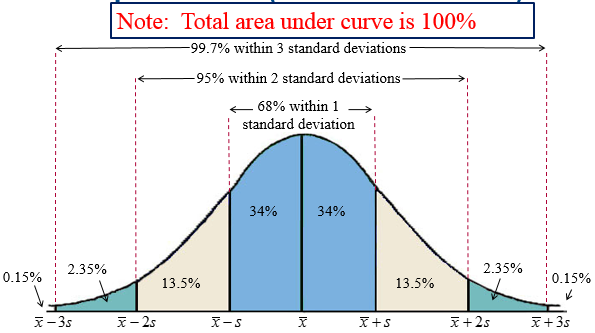 Note: Total area under curve is 100%
99.7% within 3 standard deviations
95% within 2 standard deviations
68% within 1
standard deviation
34% 34%
0.15% 2.35% 13.5% 13.5% 2.35% 0.15%
x̅ – 3s x̅ – 2s x̅ – s x̅ x̅ + s x̅ + 2s x̅ + 3s